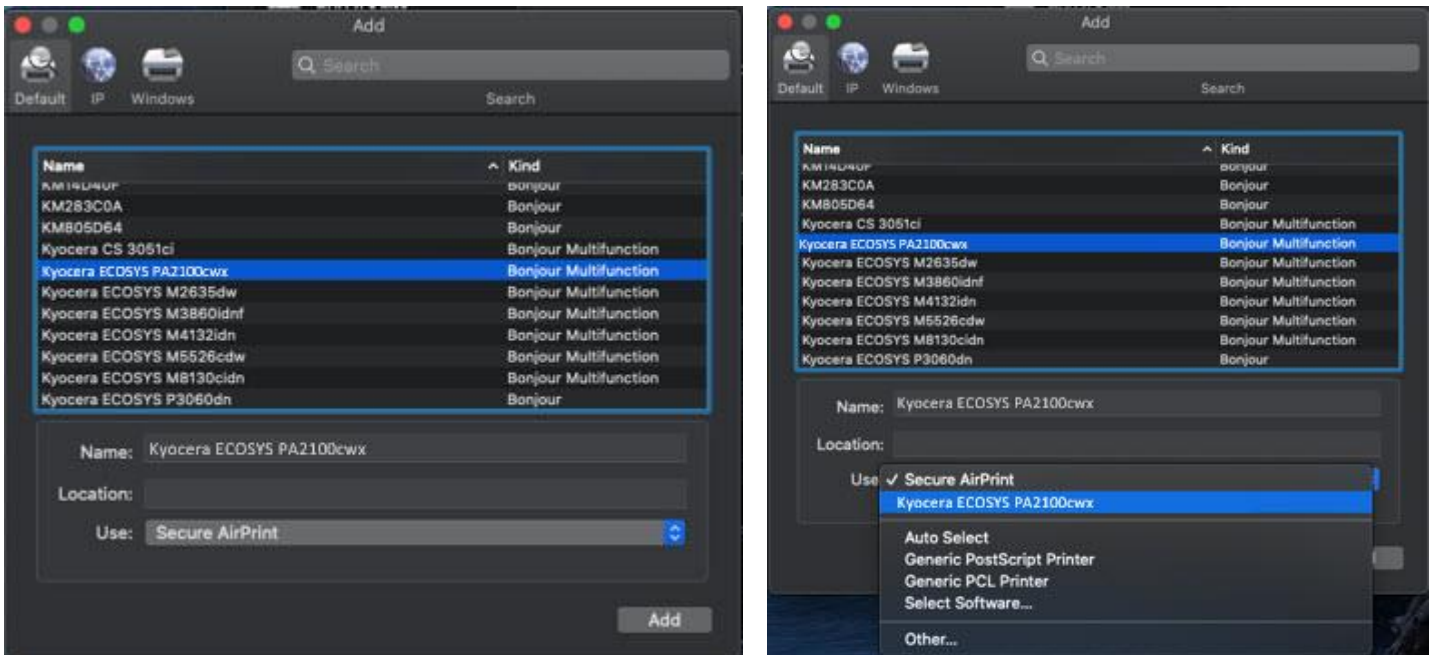 Add
Search
Default IP Windows Search
Name Kind
KM14D40F Bonjour
KM283C0A Bonjour
KM805D64 Bonjour
Kyocera CS 3051ci Bonjour Multifunction
Kyocera ECOSYS PA2100cwx Bonjour Multifunction
Kyocera ECOSYS M2635dw Bonjour Multifunction
Kyocera ECOSYS M3860idnf Bonjour Multifunction
Kyocera ECOSYS M4132idn Bonjour Multifunction
Kyocera ECOSYS M5526cdw Bonjour Multifunction
Kyocera ECOSYS M8130cidn Bonjour Multifunction
Kyocera ECOSYS P3060dn Bonjour
Name: Kyocera ECOSYS PA2100cwx
Location:
Use: Secure AirPrint
Add
Add
Search
Default IP Windows Search
Name Kind
KM14D40F Bonjour
KM283C0A Bonjour
KM805D64 Bonjour
Kyocera CS 3051ci Bonjour Multifunction
Kyocera ECOSYS PA2100cwx Bonjour Multifunction
Kyocera ECOSYS M2635dw Bonjour Multifunction
Kyocera ECOSYS M3860idnf Bonjour Multifunction
Kyocera ECOSYS M4132idn Bonjour Multifunction
Kyocera ECOSYS M5526cdw Bonjour Multifunction
Kyocera ECOSYS M8130cidn Bonjour Multifunction
Kyocera ECOSYS P3060dn Bonjour
Name: Kyocera ECOSYS PA2100cwx
Location:
Use ✓ Secure AirPrint
Kyocera ECOSYS PA2100cwx
Auto Select
Generic PostScript Printer
Generic PCL Printer
Select Software...
Other...